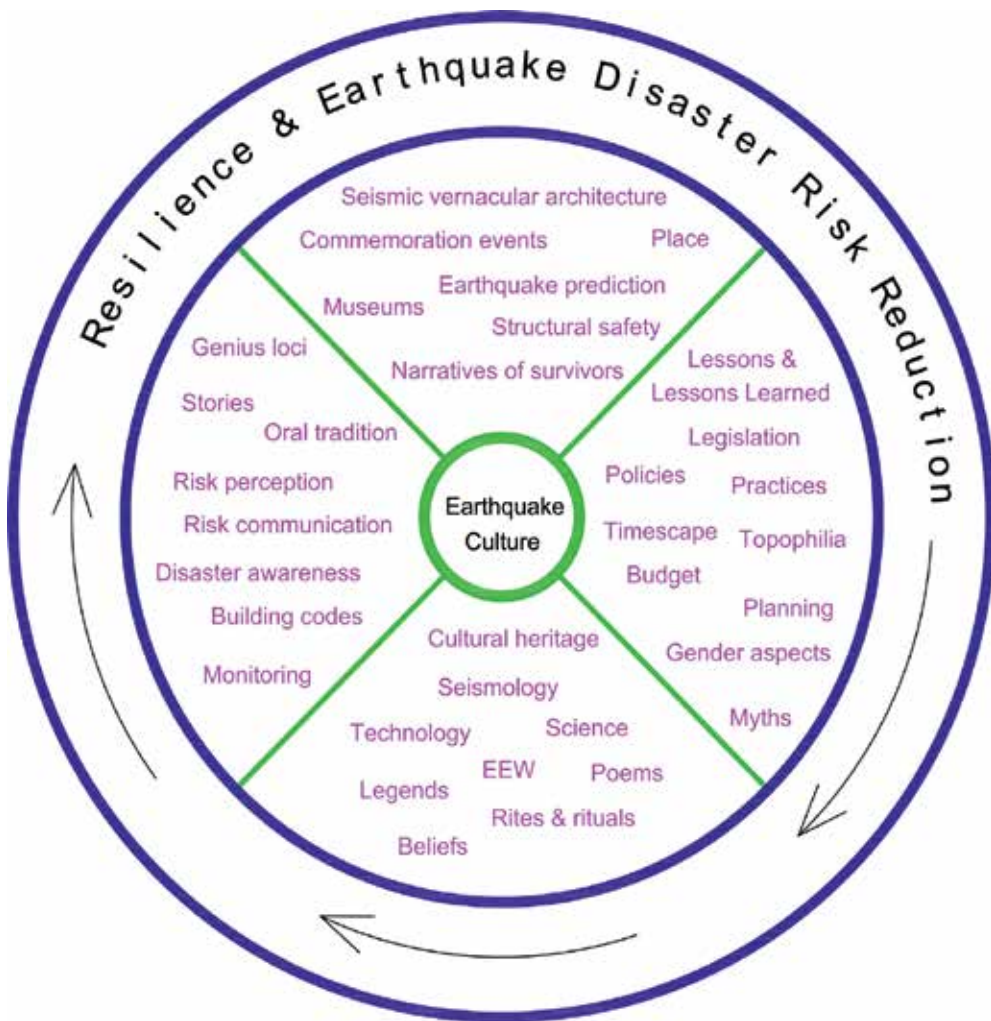 Resilience & Earthquake Disaster Risk Reduction
Seismic vernacular architecture
Commemoration events
Place
Earthquake prediction
Museums
Structural safety
Narratives of survivors
Genius loci
Stories
Oral tradition
Risk perception
Risk communication
Disaster awareness
Building codes
Monitoring
Earthquake
Culture
Lessons &
Lessons Learned
Legislation
Policies
Practices
Timescape
Topophilia
Budget
Planning
Gender aspects
Myths
Cultural heritage
Seismology
Technology
Science
EEW
Poems
Legends
Rites & rituals
Beliefs